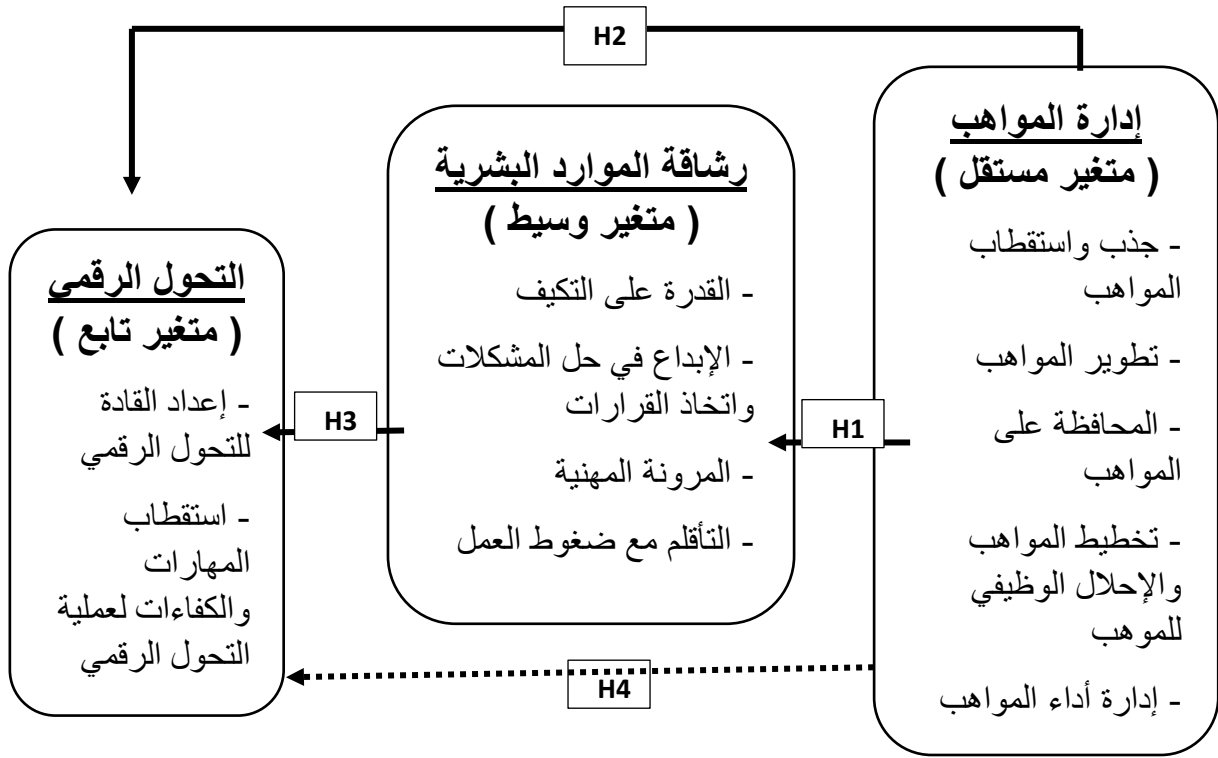 H2
إدارة المواهب
( متغير مستقل )
- جذب واستقطاب
المواهب
- تطوير المواهب
- المحافظة على
المواهب
- تخطيط المواهب
والإحلال الوظيفي
للموهب
- إدارة أداء المواهب
H1
رشاقة الموارد البشرية
( متغير وسيط )
- القدرة على التكيف
- الإبداع في حل المشكلات
واتخاذ القرارات
- المرونة المهنية
- التأقلم مع ضغوط العمل
H3
التحول الرقمي
( متغير تابع )
- إعداد القادة
للتحول الرقمي
- استقطاب
المهارات
والكفاءات لعملية
التحول الرقمي
H4